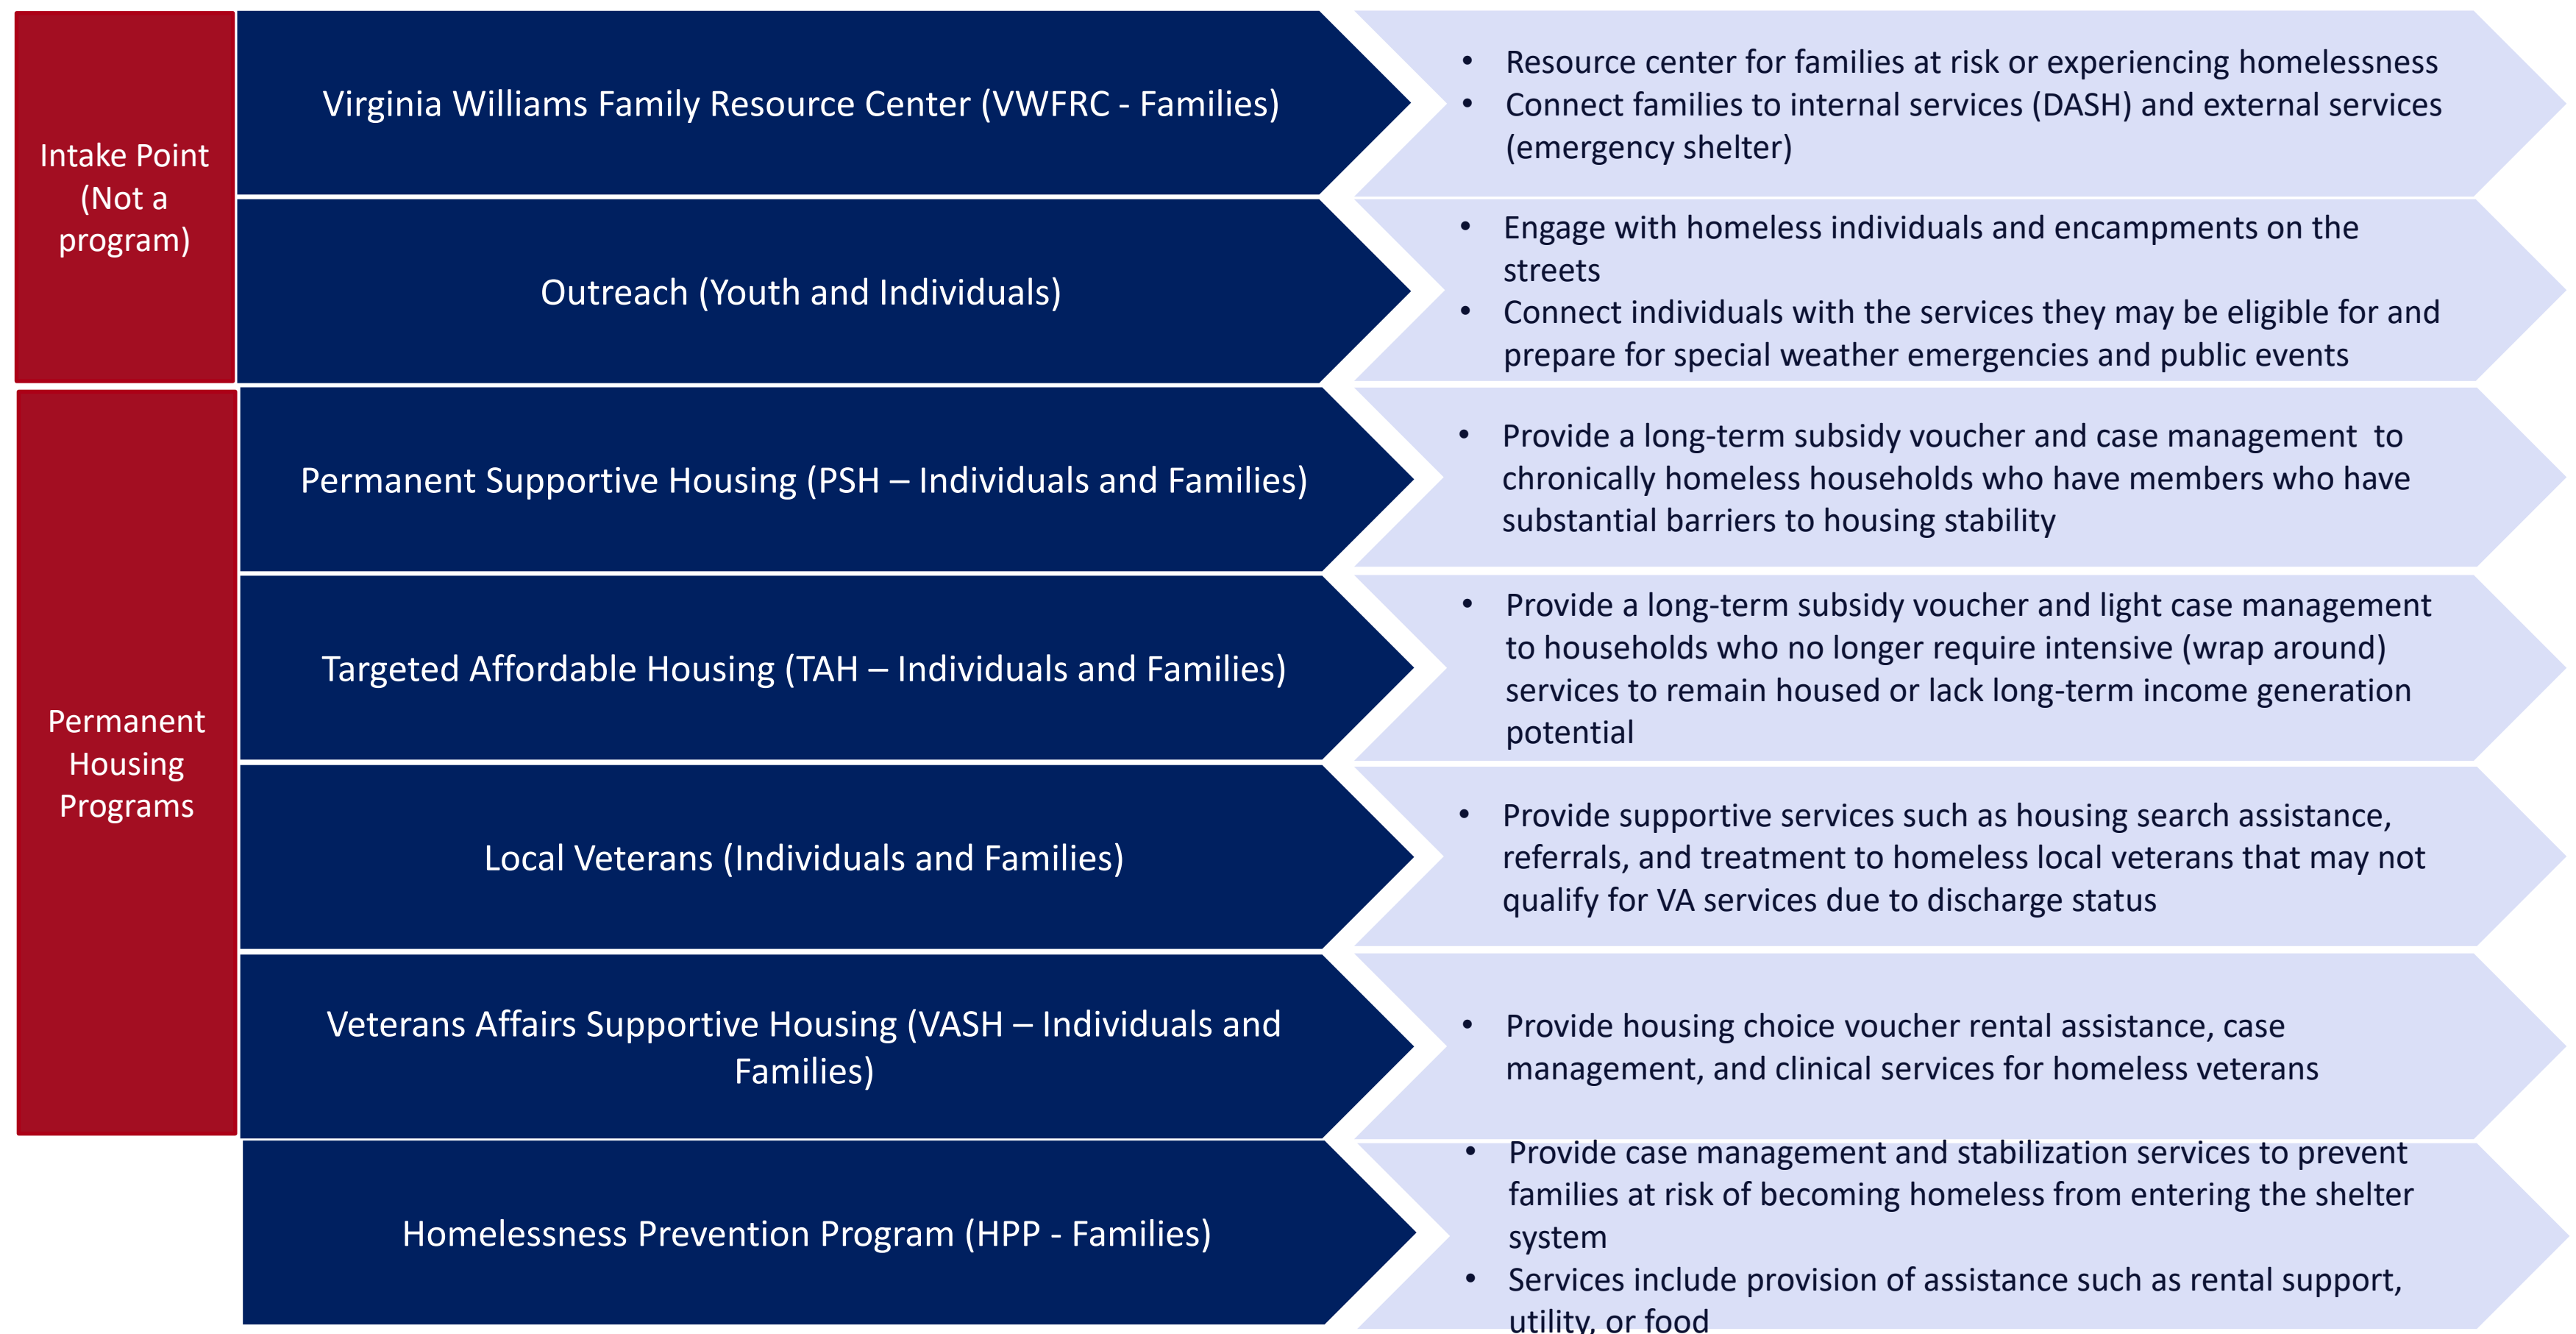 Intake Point
(Not a
program)
Virginia Williams Family Resource Center (VWFRC - Families)
• Resource center for families at risk or experiencing homelessness
• Connect families to internal services (DASH) and external services
(emergency shelter)
Outreach (Youth and Individuals)
• Engage with homeless individuals and encampments on the
streets
• Connect individuals with the services they may be eligible for and
prepare for special weather emergencies and public events
Permanent
Housing
Programs
Permanent Supportive Housing (PSH – Individuals and Families)
• Provide a long-term subsidy voucher and case management  to
chronically homeless households who have members who have
substantial barriers to housing stability
Targeted Affordable Housing (TAH – Individuals and Families)
• Provide a long-term subsidy voucher and light case management
to households who no longer require intensive (wrap around)
services to remain housed or lack long-term income generation
potential
Local Veterans (Individuals and Families)
• Provide supportive services such as housing search assistance,
referrals, and treatment to homeless local veterans that may not
qualify for VA services due to discharge status
Veterans Affairs Supportive Housing (VASH – Individuals and
Families)
• Provide housing choice voucher rental assistance, case
management, and clinical services for homeless veterans
Homelessness Prevention Program (HPP - Families)
• Provide case management and stabilization services to prevent
families at risk of becoming homeless from entering the shelter
system
• Services include provision of assistance such as rental support,
utility, or food